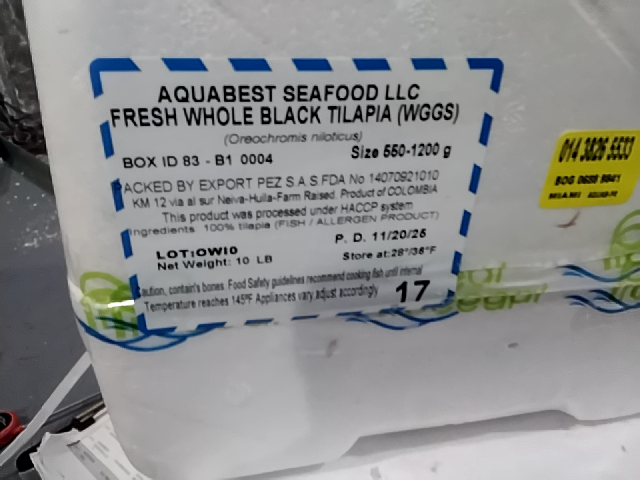 AQUABEST SEAFOOD LLC
FRESH WHOLE BLACK TILAPIA (WGGS)
(Oreochromis niloticus)
BOX ID 83 - B1 0004 Size 550-1200 g
PACKED BY EXPORT PEZ S.A.S.FDA No 14070921010
KM 12 via al sur Neiva-Huila-Farm Raised. Product of COLOMBIA
This product was processed under HACCP system
Ingredients 100% tilapia (FISH / ALLERGEN PRODUCT)
P. D. 11/20/25
LOT:OWI0
Net Weight: 10 LB Store at:28°/38°F
Caution, contain's bones. Food Safety guidelines recommend cooking fish until internal
Temperature reaches 145ºF Appliances vary adjust accordingly 17
014 3826 5533
BOG
MIAMI